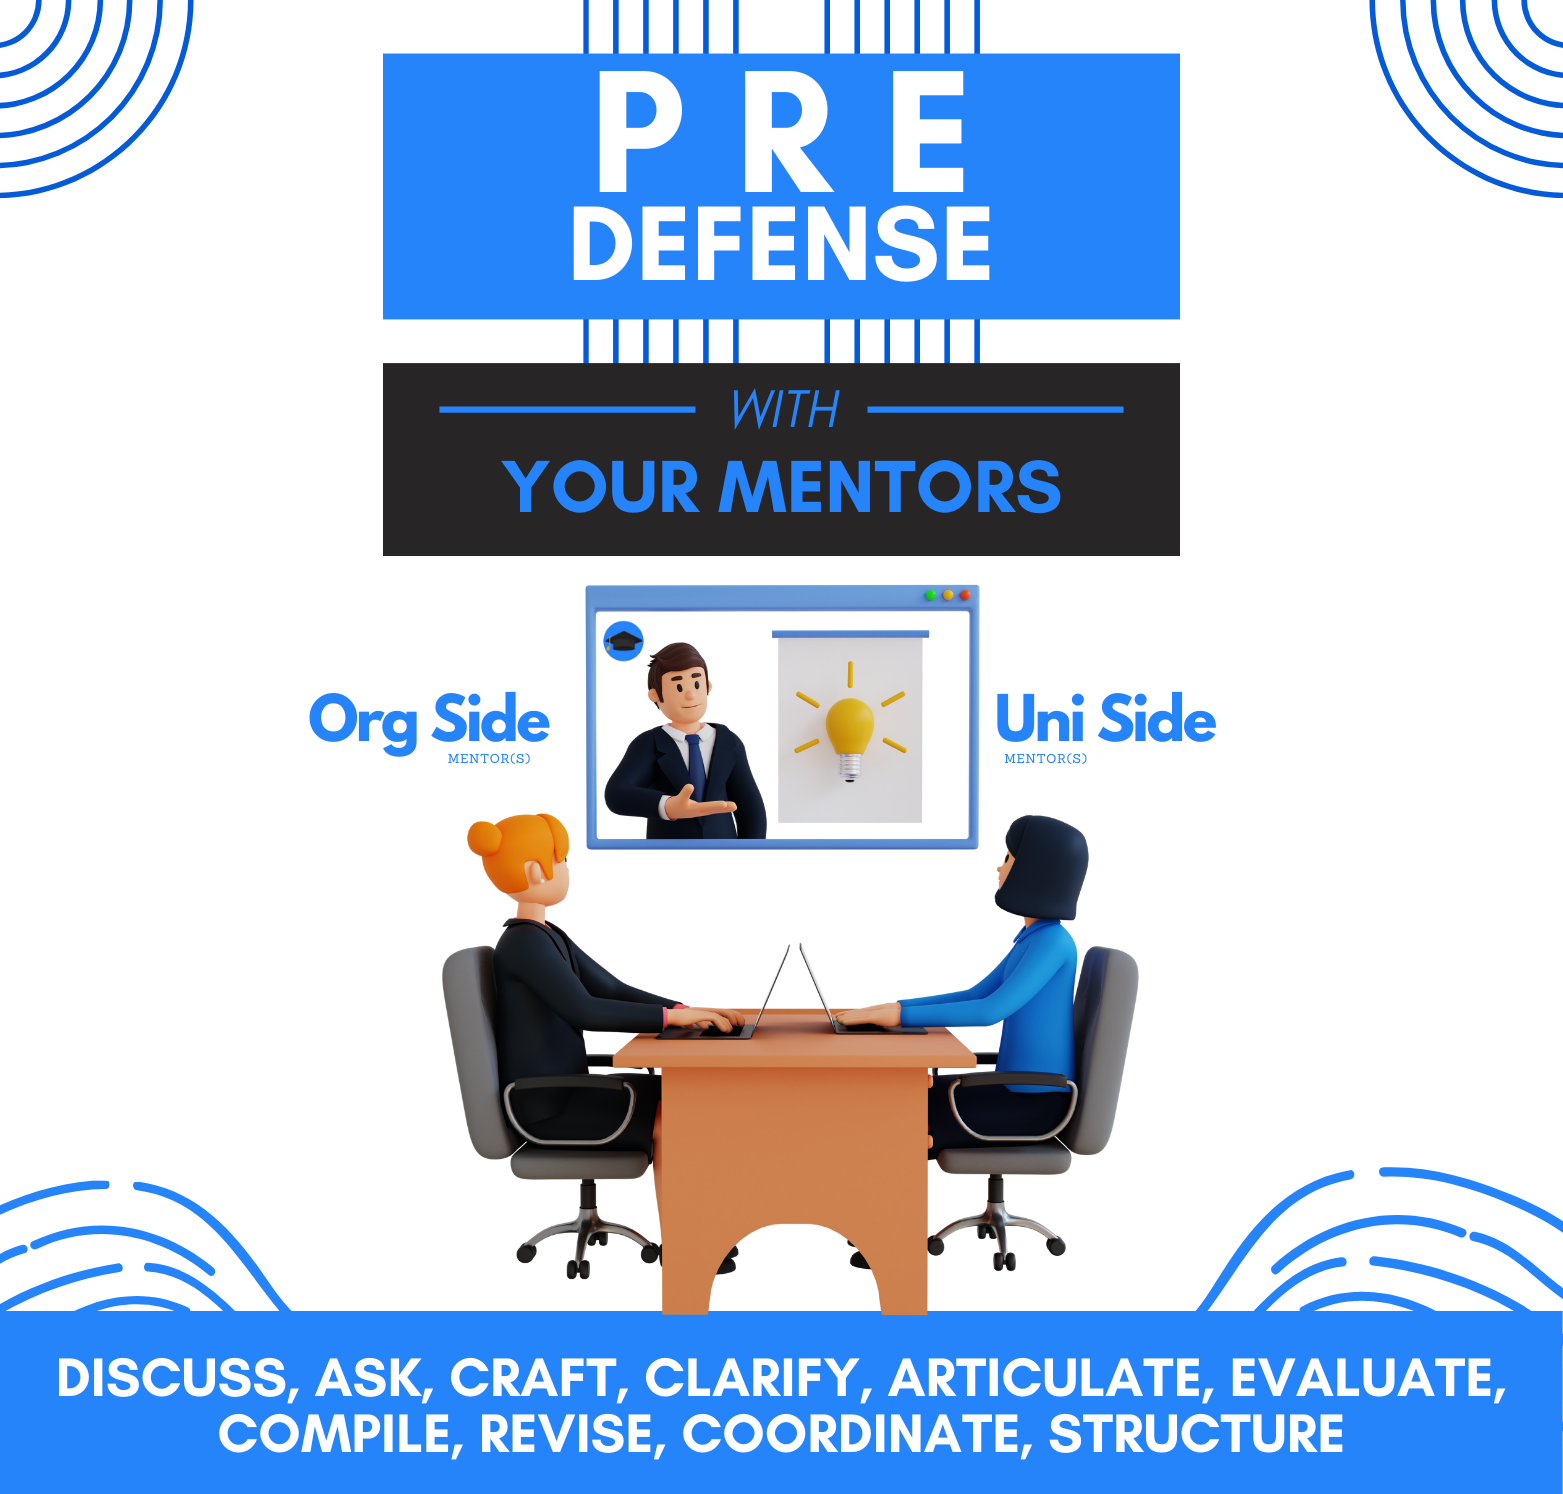 PRE
DEFENSE
WITH
YOUR MENTORS
Org Side
MENTOR(S)
Uni Side
MENTOR(S)
DISCUSS, ASK, CRAFT, CLARIFY, ARTICULATE, EVALUATE,
COMPILE, REVISE, COORDINATE, STRUCTURE